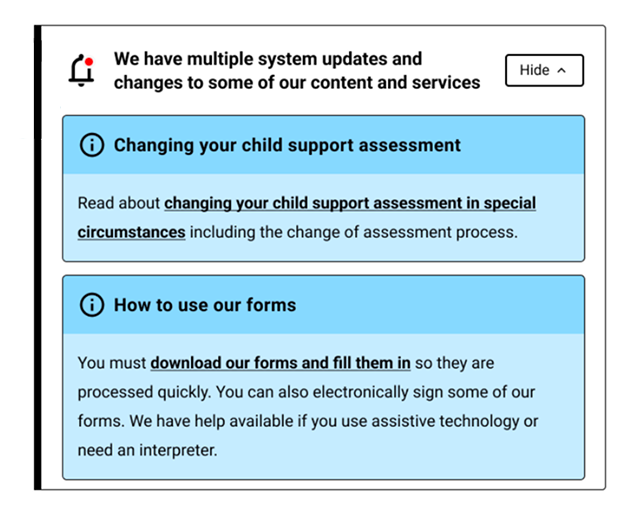 We have multiple system updates and
changes to some of our content and services
Hide
Changing your child support assessment
Read about changing your child support assessment in special
circumstances including the change of assessment process.
How to use our forms
You must download our forms and fill them in so they are
processed quickly. You can also electronically sign some of our
forms. We have help available if you use assistive technology or
need an interpreter.